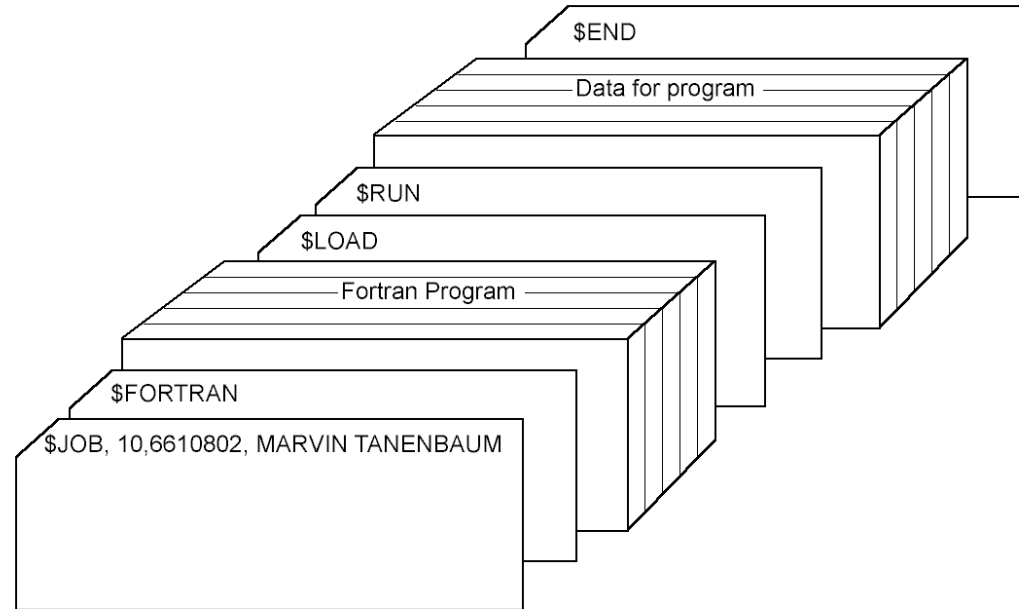 $END
Data for program
$RUN
$LOAD
Fortran Program
$FORTRAN
$JOB, 10,6610802, MARVIN TANENBAUM